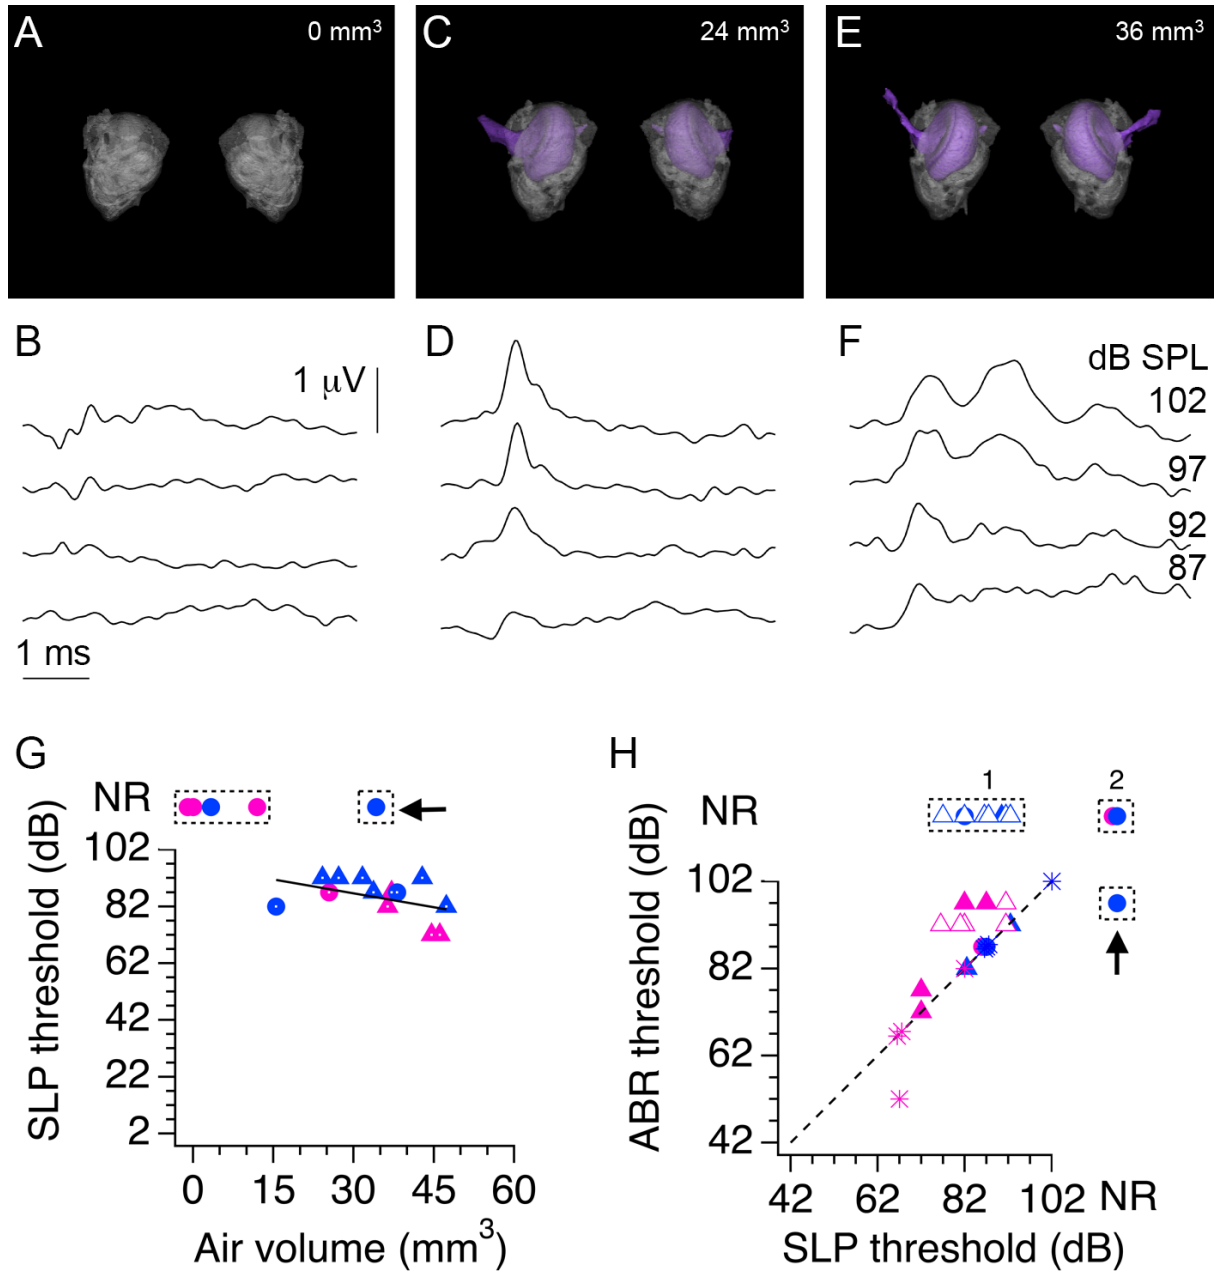 A 0 mm³
C 24 mm³
E 36 mm³
B
D
F
dB SPL
1 µV
102
97
92
87
1 ms
G
H
NR
SLP threshold (dB)
102
82
62
42
22
2
0 15 30 45 60
Air volume (mm³)
1 2
NR
ABR threshold (dB)
102
82
62
42
42 62 82 102 NR
SLP threshold (dB)